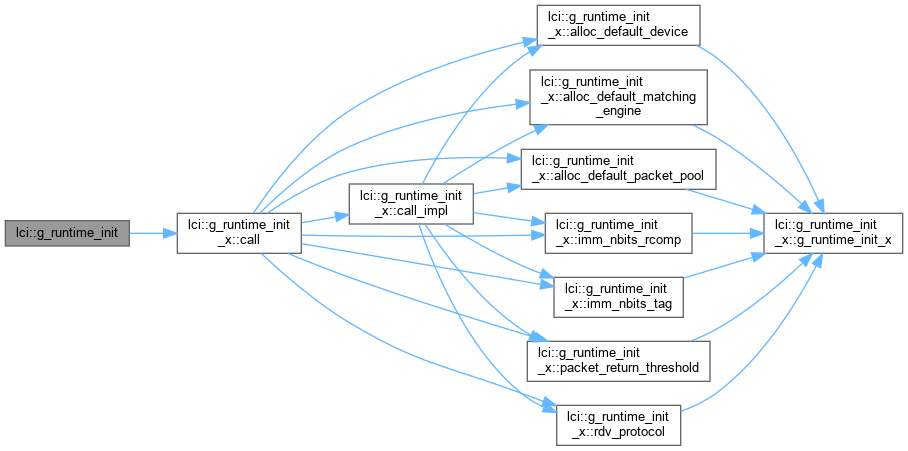 lci::g_runtime_init
lci::g_runtime_init
_x::call
lci::g_runtime_init
_x::call_impl
lci::g_runtime_init
_x::alloc_default_device
lci::g_runtime_init
_x::alloc_default_matching
_engine
lci::g_runtime_init
_x::alloc_default_packet_pool
lci::g_runtime_init
_x::imm_nbits_rcomp
lci::g_runtime_init
_x::imm_nbits_tag
lci::g_runtime_init
_x::packet_return_threshold
lci::g_runtime_init
_x::rdv_protocol
lci::g_runtime_init
_x::g_runtime_init_x